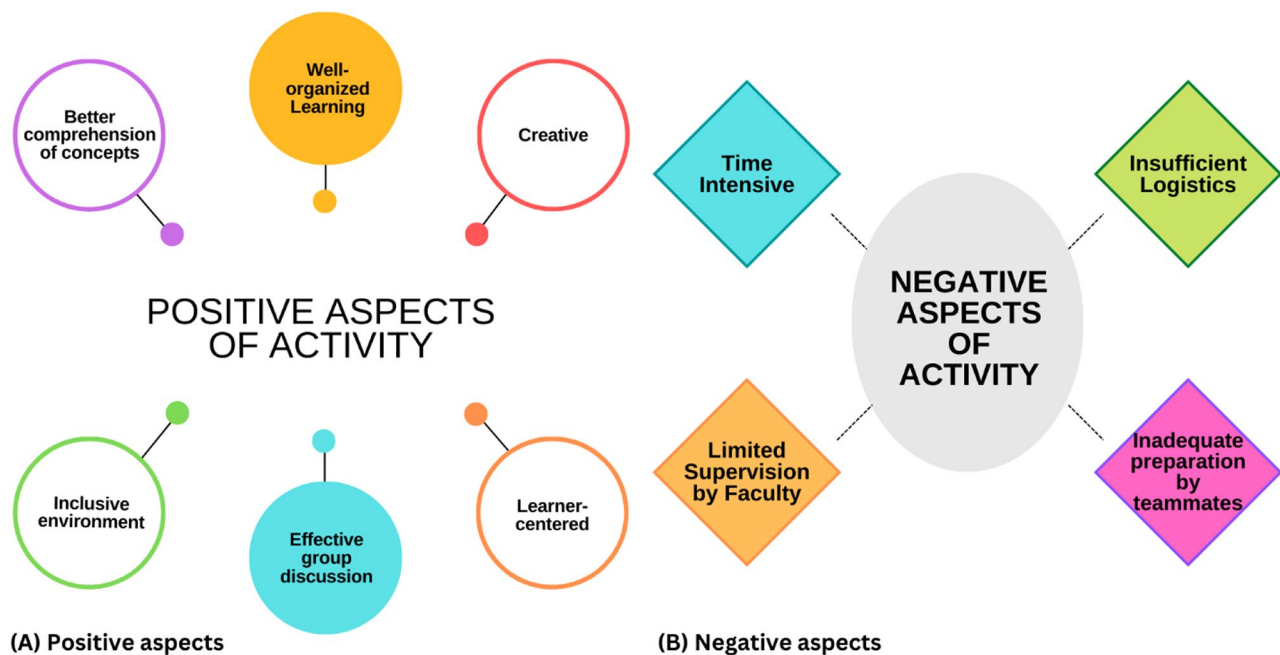 Well-
organized
Learning
Better
comprehension
of concepts
Creative
POSITIVE ASPECTS
OF ACTIVITY
Inclusive
environment
Effective
group
discussion
Learner-
centered
(A) Positive aspects
Time
Intensive
Insufficient
Logistics
NEGATIVE
ASPECTS
OF
ACTIVITY
Limited
Supervision
by Faculty
Inadequate
preparation
by
teammates
(B) Negative aspects